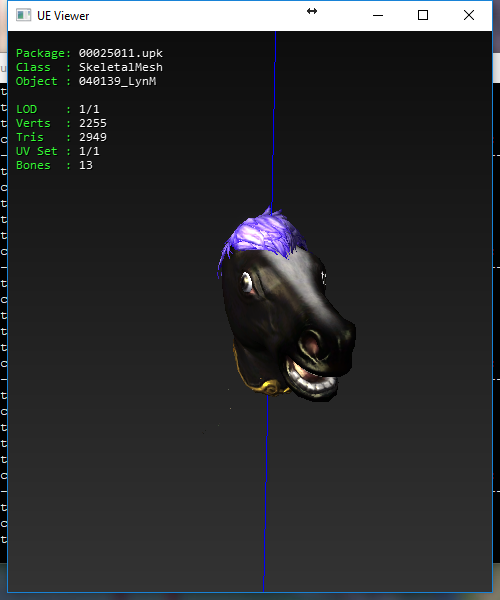 UE Viewer
Package: 00025011.upk
Class : SkeletalMesh
Object : 040139_LynM
LOD : 1/1
Verts : 2255
Tris : 2949
UV Set : 1/1
Bones : 13